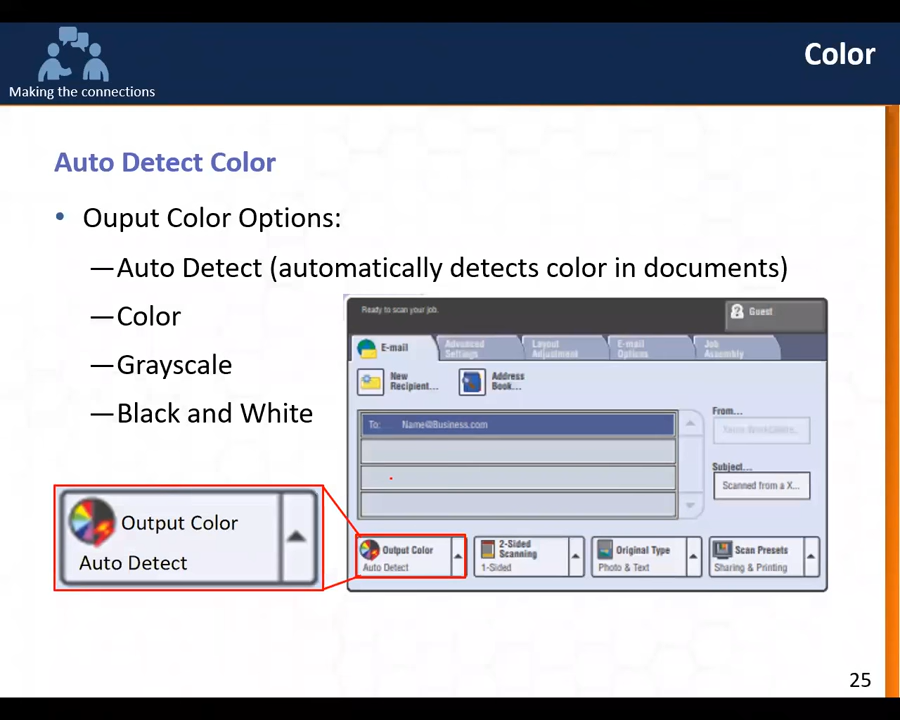 Color
Making the connections
Auto Detect Color
• Ouput Color Options:
—Auto Detect (automatically detects color in documents)
—Color
—Grayscale
—Black and White
Output Color
Auto Detect
Ready to scan your job.
Guest
E-mail
Advanced Settings
Layout Adjustment
E-mail Options
Job Assembly
New Recipient...
Address Book...
To: Name@Business.com
From...
Subject...
Scanned from a X...
Output Color
Auto Detect
2-Sided Scanning
1-Sided
Original Type
Photo & Text
Scan Presets
Sharing & Printing
25